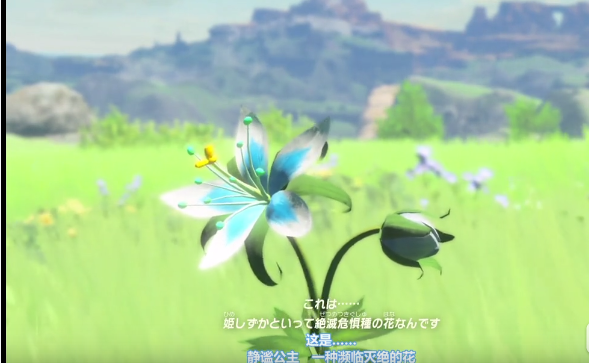 これは……
姫しずかといって絶滅危惧種の花なんです
这是......
静谧公主　一种濒临灭绝的花